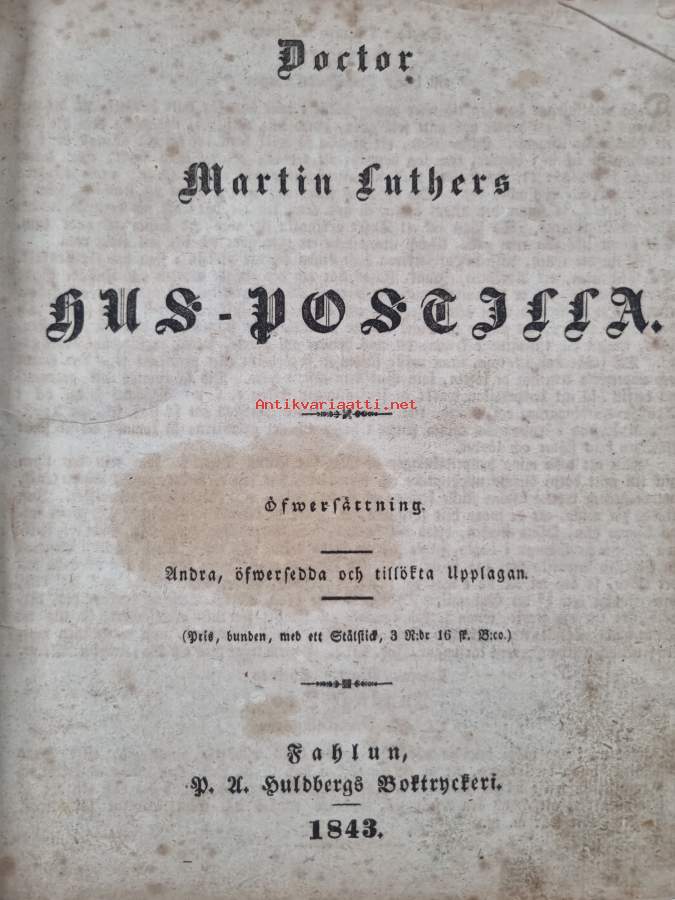 Doctor
Martin Luthers
HUS-POSTILLA.
Antikvariaatti.net
Öfwerſättning.
Andra, öfwerſedda och tillökta Upplagan.
(Pris, bunden, med ett Stålſtick, 3 R:dr 16 ſk. B:co.)
Fahlun,
P. A. Huldbergs Boktryckeri.
1843.